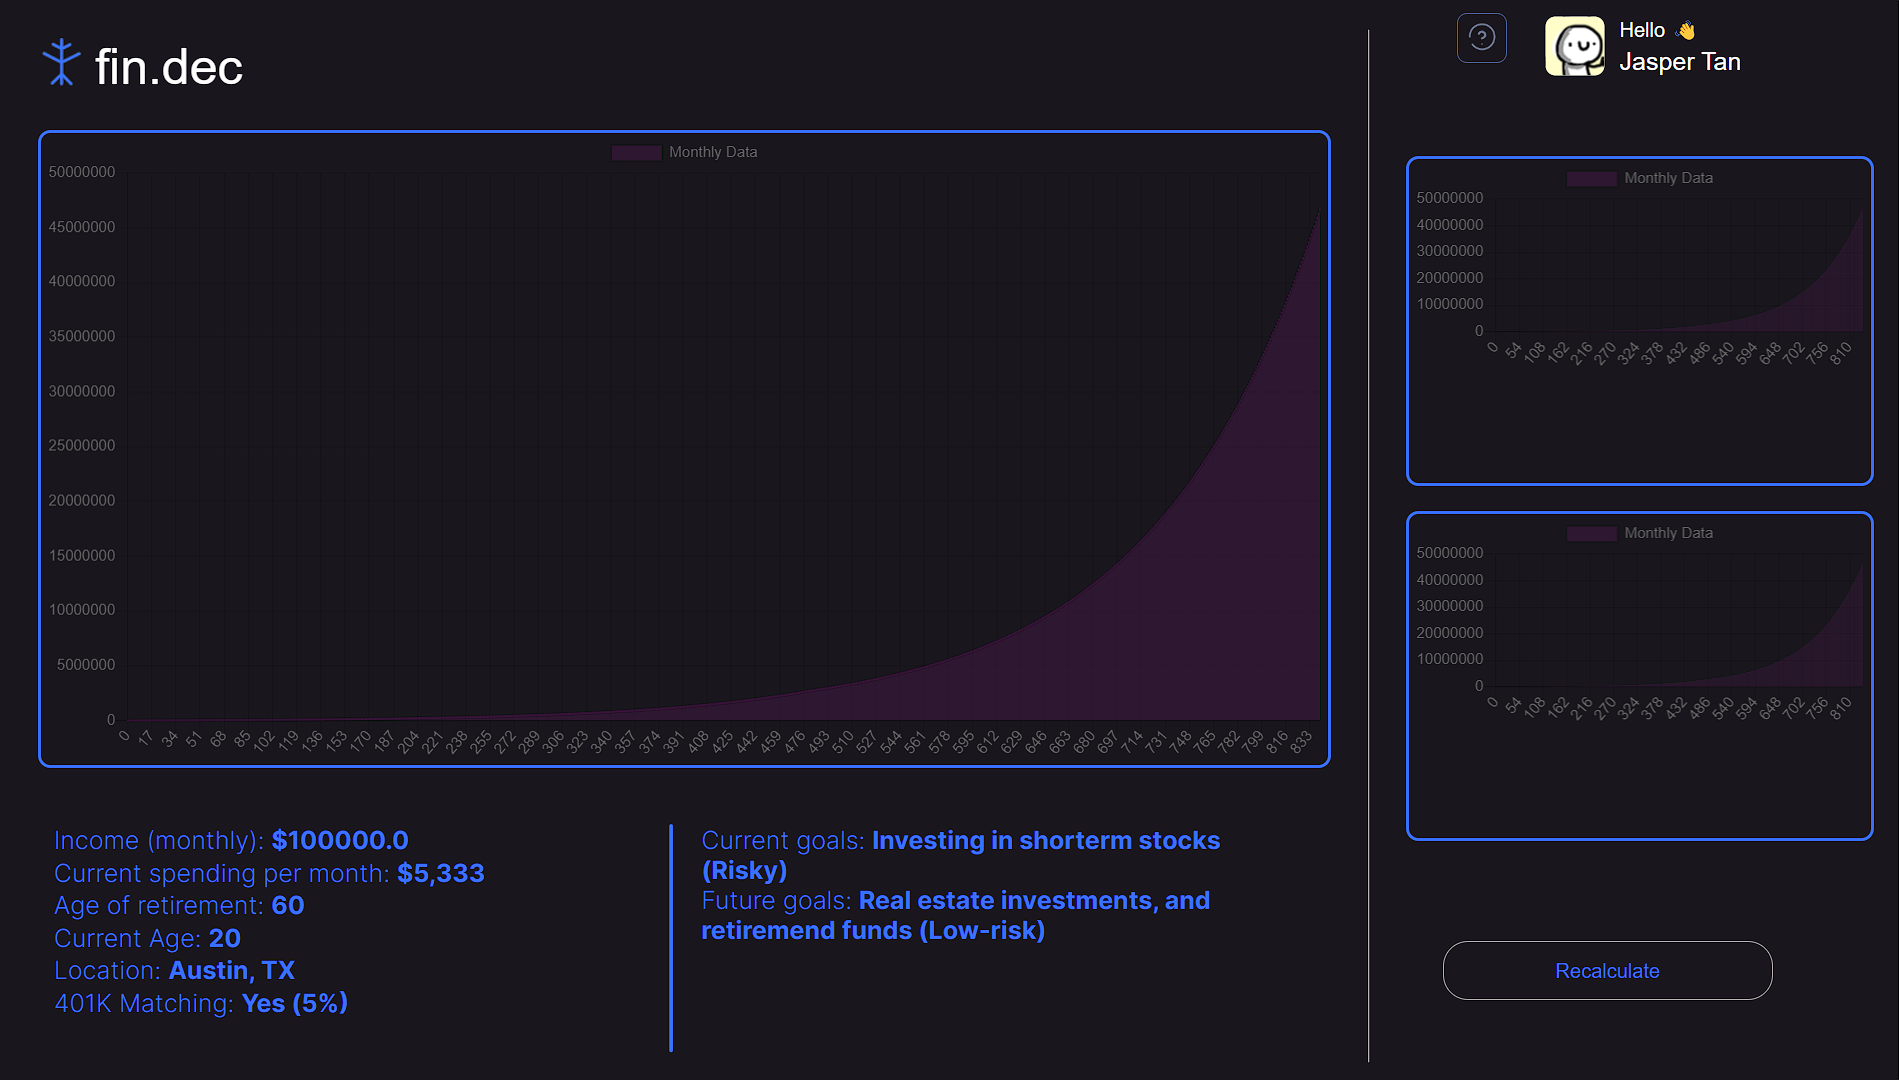 fin.dec
?
Hello 👋
Jasper Tan
Monthly Data
50000000
45000000
40000000
35000000
30000000
25000000
20000000
15000000
10000000
5000000
0
0 17 34 51 68 85 102 119 136 153 170 187 204 221 238 255 272 289 306 323 340 357 374 391 408 425 442 459 476 493 510 527 544 561 578 595 612 629 646 663 680 697 714 731 748 765 782 799 816 833
Monthly Data
50000000
40000000
30000000
20000000
10000000
0
0 54 108 162 216 270 324 378 432 486 540 594 648 702 756 810
Monthly Data
50000000
40000000
30000000
20000000
10000000
0
0 54 108 162 216 270 324 378 432 486 540 594 648 702 756 810
Income (monthly): $100000.0
Current spending per month: $5,333
Age of retirement: 60
Current Age: 20
Location: Austin, TX
401K Matching: Yes (5%)
Current goals: Investing in shorterm stocks
(Risky)
Future goals: Real estate investments, and
retiremend funds (Low-risk)
Recalculate